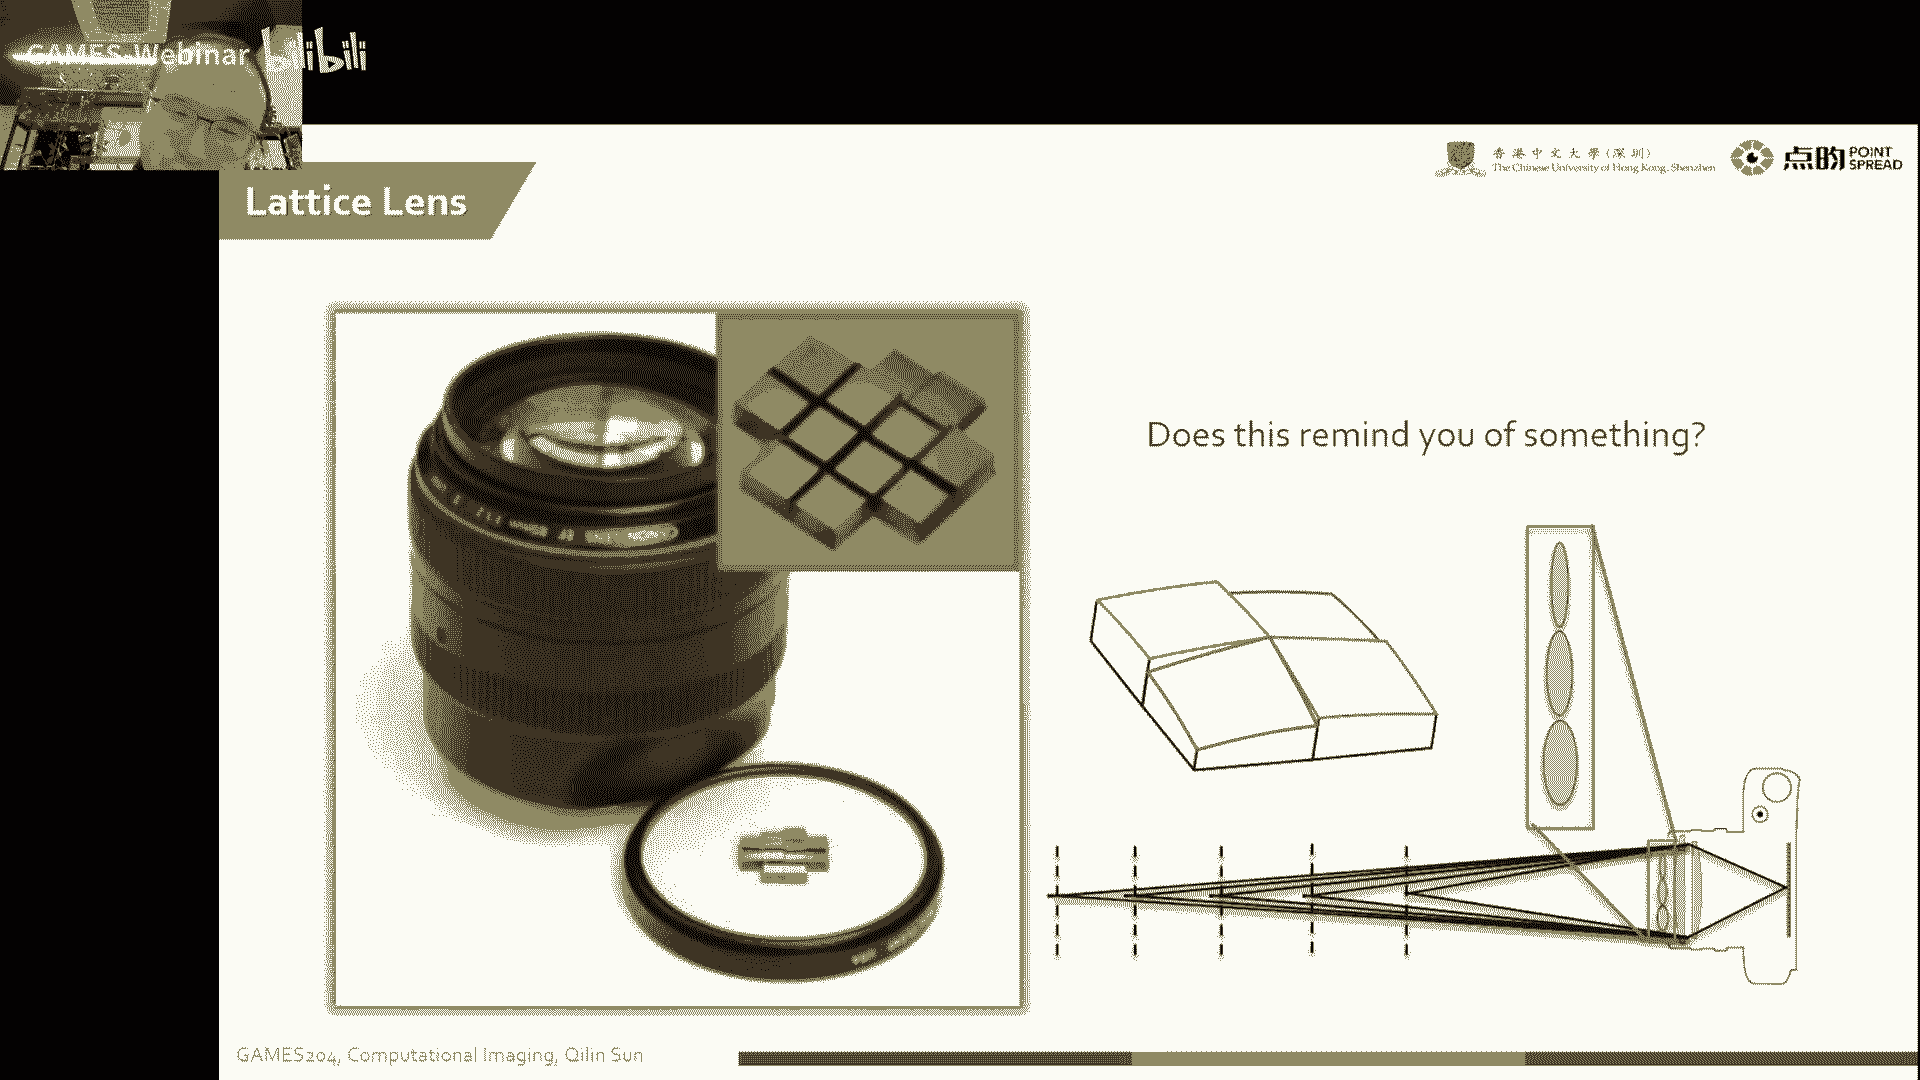 GAMES-Webinar bilibili
香港中文大學(深圳)
The Chinese University of Hong Kong, Shenzhen
点昀 POINT SPREAD
Lattice Lens
Does this remind you of something?
GAMES204, Computational Imaging, Qilin Sun